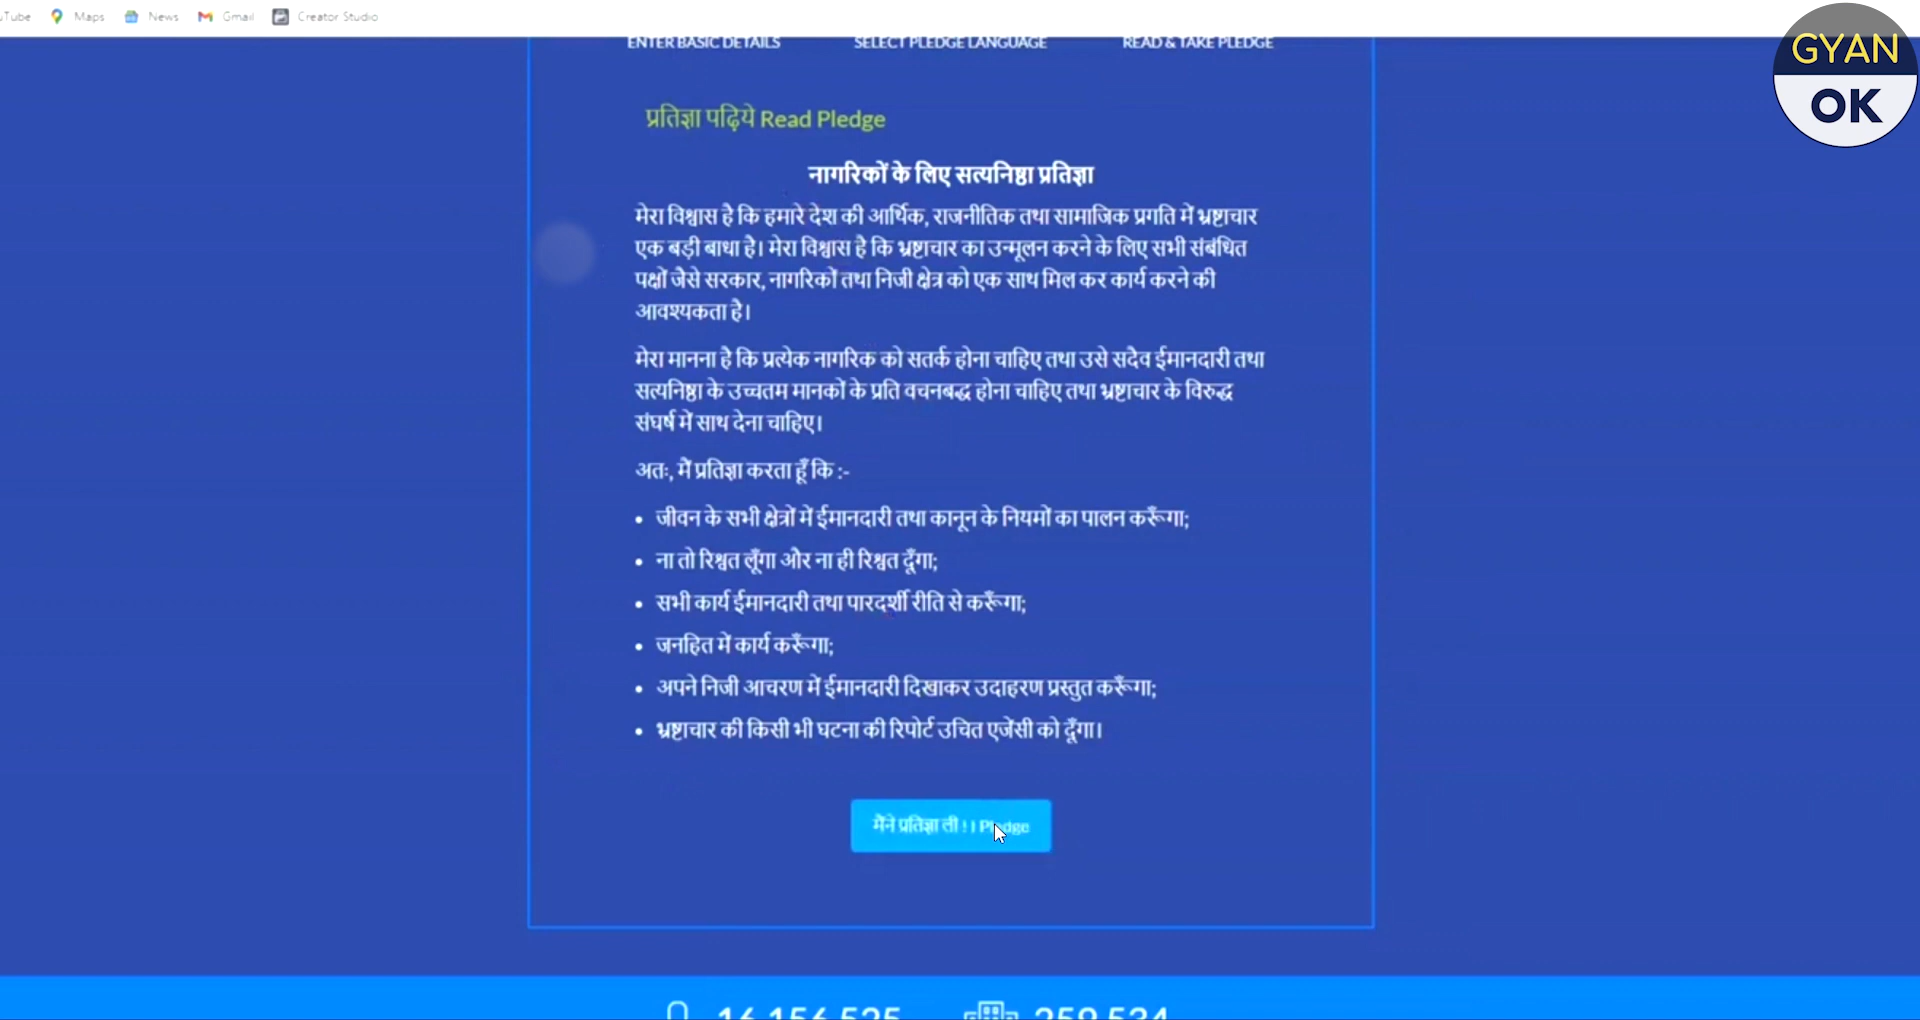 Maps News Gmail Creator Studio
GYAN
OK
ENTER BASIC DETAILS SELECT PLEDGE LANGUAGE READ & TAKE PLEDGE
प्रतिज्ञा पढ़िये Read Pledge
नागरिकों के लिए सत्यनिष्ठा प्रतिज्ञा
मेरा विश्वास है कि हमारे देश की आर्थिक, राजनीतिक तथा सामाजिक प्रगति में भ्रष्टाचार
एक बड़ी बाधा है। मेरा विश्वास है कि भ्रष्टाचार का उन्मूलन करने के लिए सभी संबंधित
पक्षों जैसे सरकार, नागरिकों तथा निजी क्षेत्र को एक साथ मिल कर कार्य करने की
आवश्यकता है।
मेरा मानना है कि प्रत्येक नागरिक को सतर्क होना चाहिए तथा उसे सदैव ईमानदारी तथा
सत्यनिष्ठा के उच्चतम मानकों के प्रति वचनबद्ध होना चाहिए तथा भ्रष्टाचार के विरुद्ध
संघर्ष में साथ देना चाहिए।
अतः, मैं प्रतिज्ञा करता हूँ कि :-
• जीवन के सभी क्षेत्रों में ईमानदारी तथा कानून के नियमों का पालन करूँगा;
• ना तो रिश्वत लूँगा और ना ही रिश्वत दूँगा;
• सभी कार्य ईमानदारी तथा पारदर्शी रीति से करूँगा;
• जनहित में कार्य करूँगा;
• अपने निजी आचरण में ईमानदारी दिखाकर उदाहरण प्रस्तुत करूँगा;
• भ्रष्टाचार की किसी भी घटना की रिपोर्ट उचित एजेंसी को दूँगा।
मैंने प्रतिज्ञा ली ! I Pledge
16,156,525 259,534